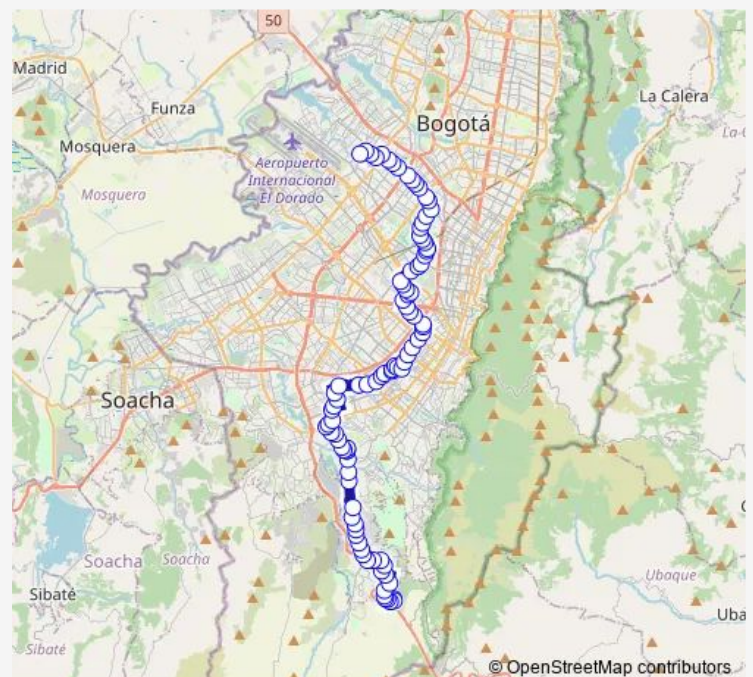 50
Madrid
Funza
La Calera
Bogotá
Mosquera
Aeropuerto
Internacional
El Dorado
Mosquera
Soacha
Soacha
Soacha
Ubaque
Sibaté
Sibaté
© OpenStreetMap contributors